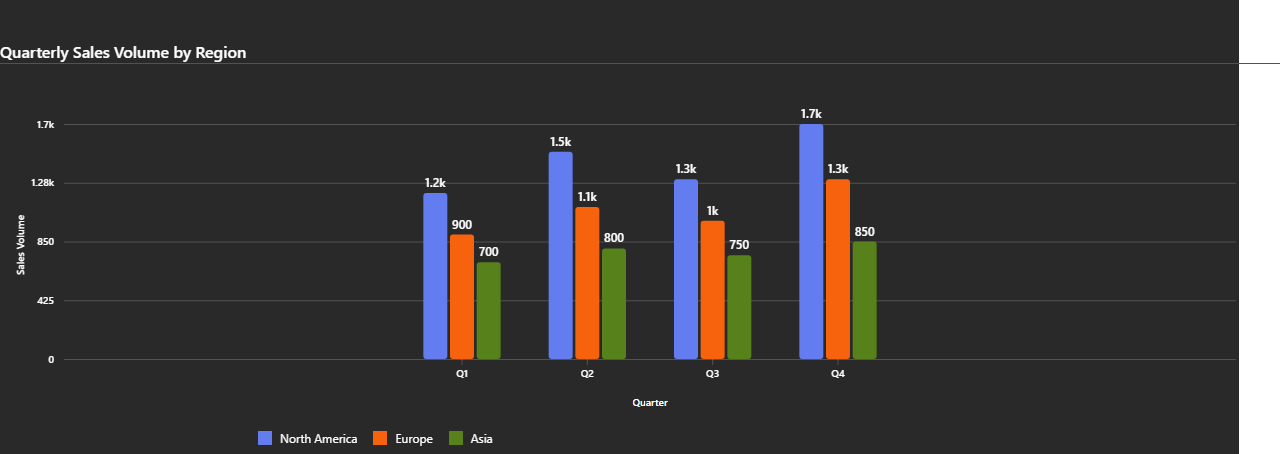 Quarterly Sales Volume by Region
1.7k
1.28k
850
425
0
Sales Volume
1.2k
900
700
1.5k
1.1k
800
1.3k
1k
750
1.7k
1.3k
850
Q1
Q2
Q3
Q4
Quarter
North America
Europe
Asia